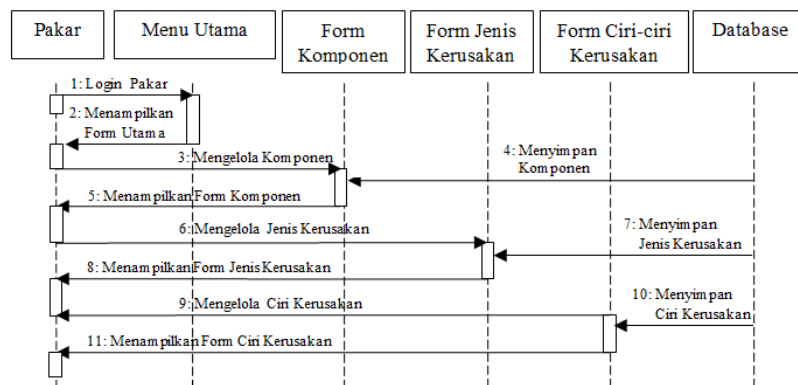 Pakar
Menu Utama
Form
Komponen
Form Jenis
Kerusakan
Form Ciri-ciri
Kerusakan
Database
1: Login Pakar
2: Menampilkan
Form Utama
3: Mengelola Komponen
4: Menyimpan
Komponen
5: Menampilkan Form Komponen
6: Mengelola Jenis Kerusakan
7: Menyimpan
Jenis Kerusakan
8: Menampilkan Form Jenis Kerusakan
9: Mengelola Ciri Kerusakan
10: Menyimpan
Ciri Kerusakan
11: Menampilkan Form Ciri Kerusakan